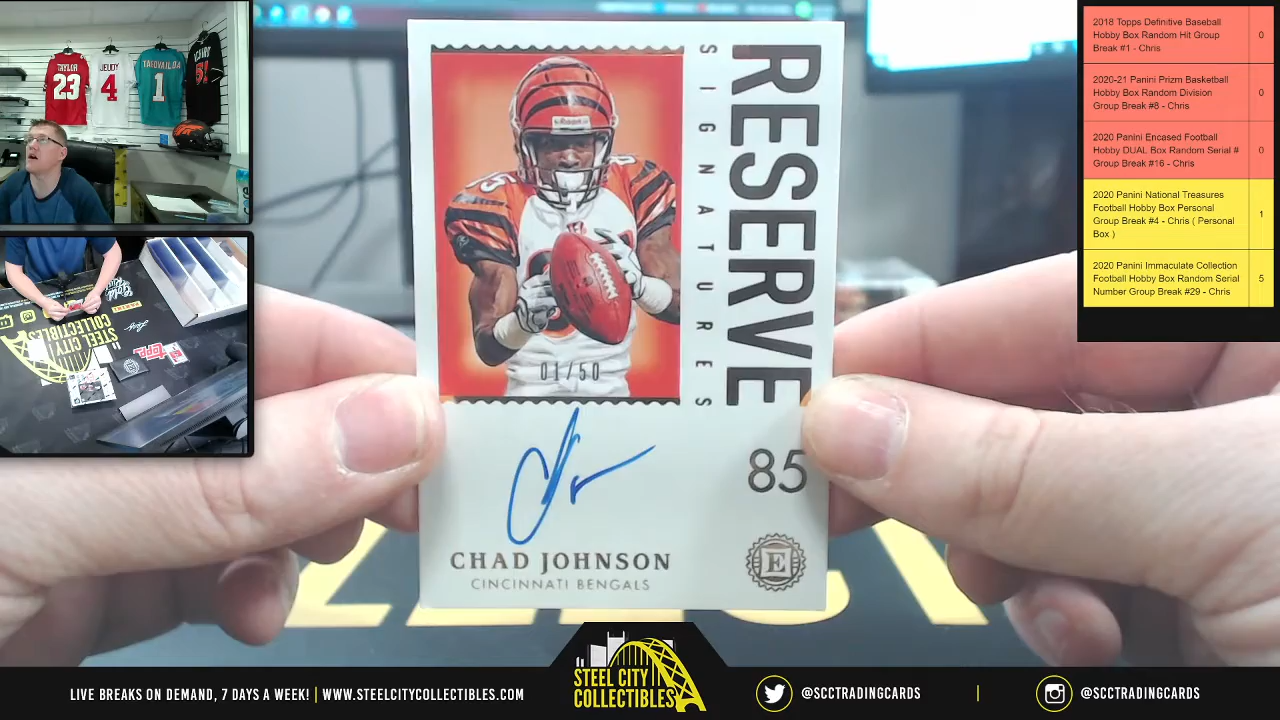 TAYLOR
23
JEUDY
4
TAGOVAILOA
1
51
RESERVE
SIGNATURES
Riddell
85
01/50
85
CHAD JOHNSON
CINCINNATI BENGALS
E
STEEL CITY
COLLECTIBLES
2018 Topps Definitive Baseball
Hobby Box Random Hit Group
Break #1 - Chris
0
2020-21 Panini Prizm Basketball
Hobby Box Random Division
Group Break #8 - Chris
0
2020 Panini Encased Football
Hobby DUAL Box Random Serial #
Group Break #16 - Chris
0
2020 Panini National Treasures
Football Hobby Box Personal
Group Break #4 - Chris ( Personal
Box )
1
2020 Panini Immaculate Collection
Football Hobby Box Random Serial
Number Group Break #29 - Chris
5
LIVE BREAKS ON DEMAND, 7 DAYS A WEEK! | WWW.STEELCITYCOLLECTIBLES.COM
STEEL CITY
COLLECTIBLES
@SCCTRADINGCARDS
@SCCTRADINGCARDS